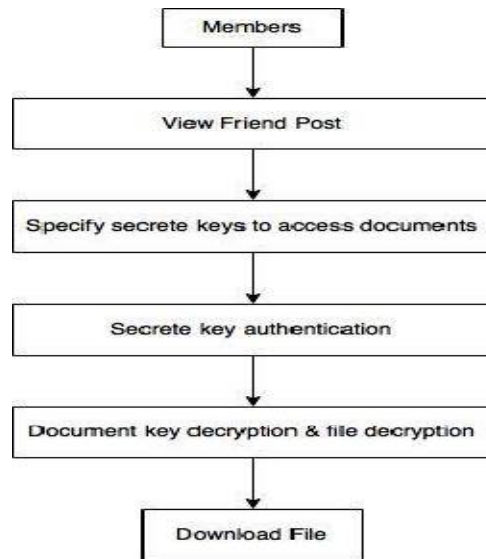 Members
View Friend Post
Specify secrete keys to access documents
Secrete key authentication
Document key decryption & file decryption
Download File